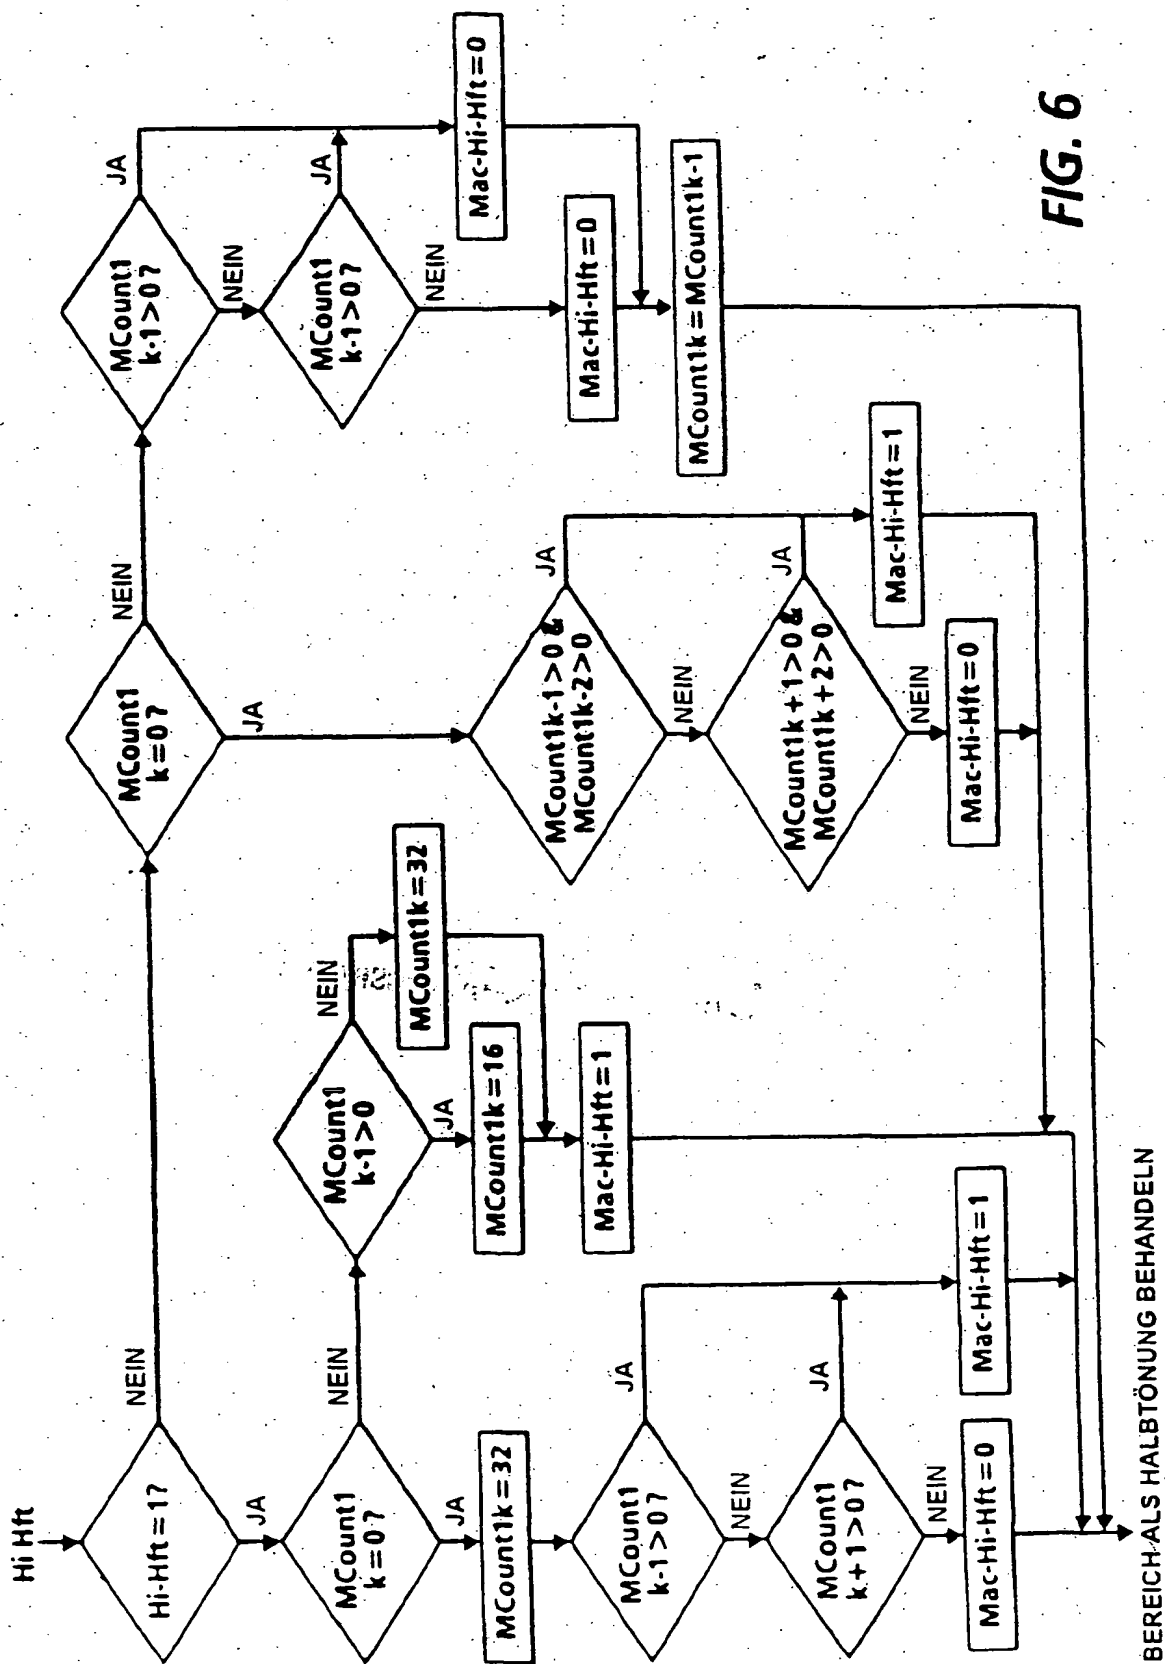 Hi Hft
Hi-Hft = 1?
NEIN
JA
MCount1
k = 0 ?
NEIN
JA
MCount1k = 32
MCount1
k-1 > 0 ?
JA
NEIN
MCount1
k + 1 > 0 ?
JA
NEIN
Mac-Hi-Hft = 0
Mac-Hi-Hft = 1
MCount1
k-1 > 0
NEIN
JA
MCount1k = 16
MCount1k = 32
Mac-Hi-Hft = 1
MCount1
k = 0 ?
NEIN
JA
MCount1k-1 > 0 &
MCount1k-2 > 0
JA
NEIN
MCount1k + 1 > 0 &
MCount1k + 2 > 0
JA
NEIN
Mac-Hi-Hft = 0
Mac-Hi-Hft = 1
MCount1
k-1 > 0 ?
JA
NEIN
MCount1
k-1 > 0 ?
JA
NEIN
Mac-Hi-Hft = 0
Mac-Hi-Hft = 0
MCount1k = MCount1k-1
BEREICH ALS HALBTÖNUNG BEHANDELN
FIG. 6